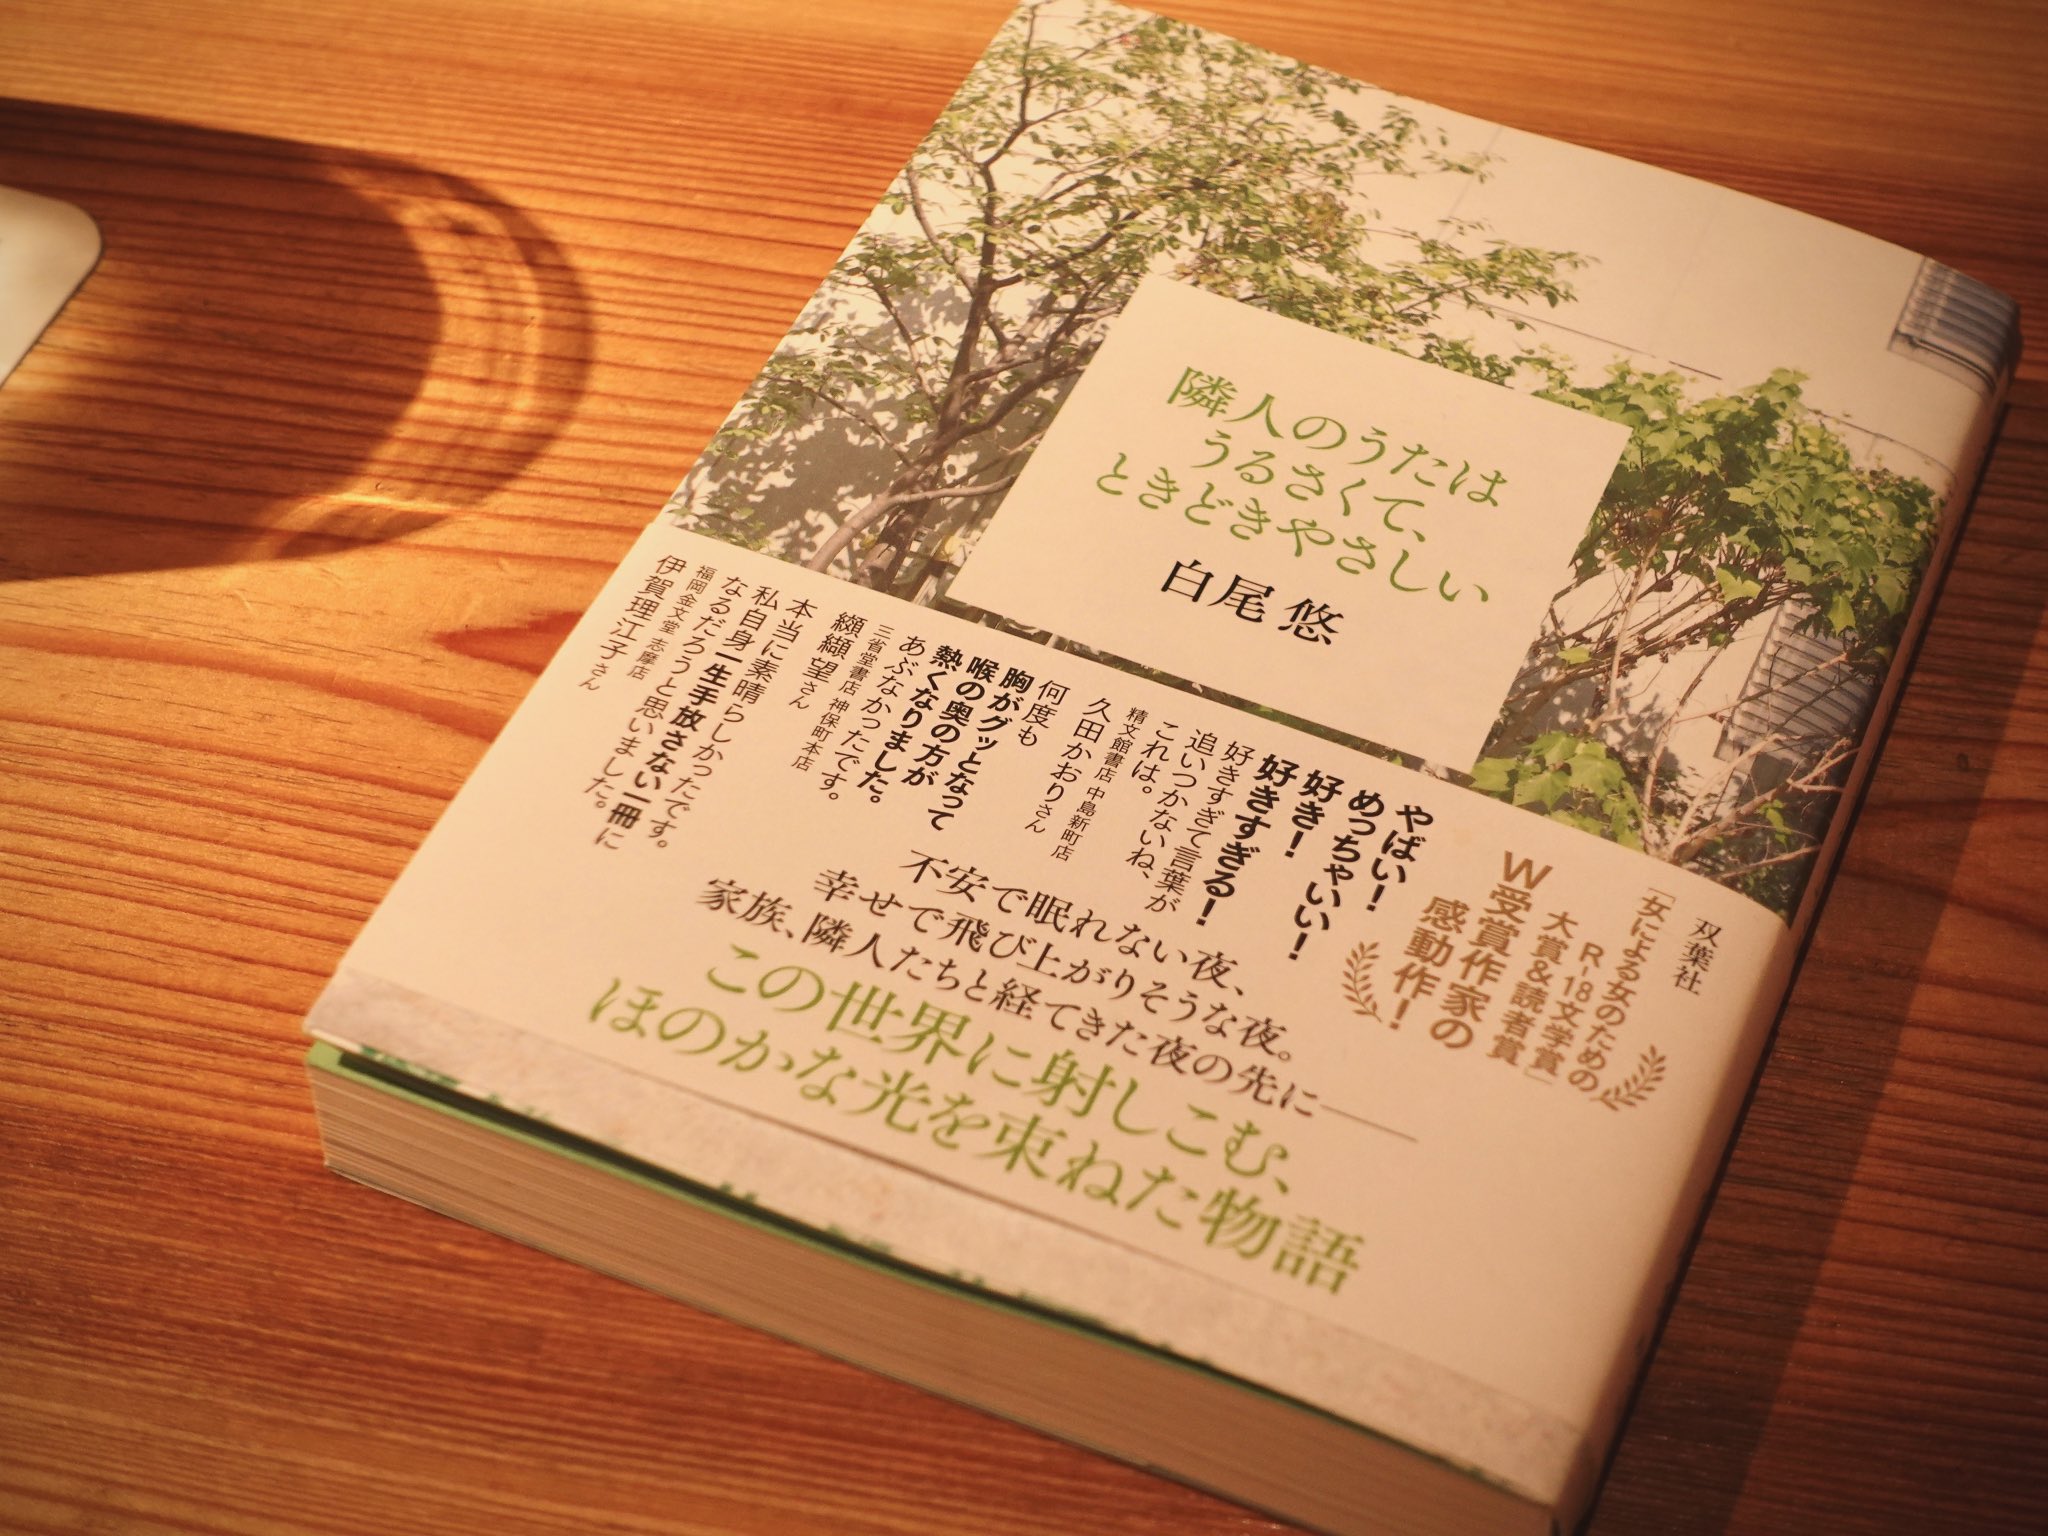 隣人のうたは
うるさくて、
ときどきやさしい
白尾 悠
双葉社
「女による女のための
R-18文学賞」
大賞&読者賞
W受賞作家の
感動作!
やばい!
めっちゃいい!
好き!
好きすぎる!
好きすぎて言葉が
追いつかないね、
これは。
精文館書店 中島新町店
久田かおりさん
何度も
胸がグッとなって
喉の奥の方が
熱くなりました。
あぶなかったです。
三省堂書店 神保町本店
纐纈望さん
本当に素晴らしかったです。
私自身一生手放さない一冊に
なるだろうと思いました。
福岡金文堂 志摩店
伊賀理江子さん
不安で眠れない夜、
幸せで飛び上がりそうな夜。
家族、隣人たちと経てきた夜の先に――
この世界に射しこむ、
ほのかな光を束ねた物語